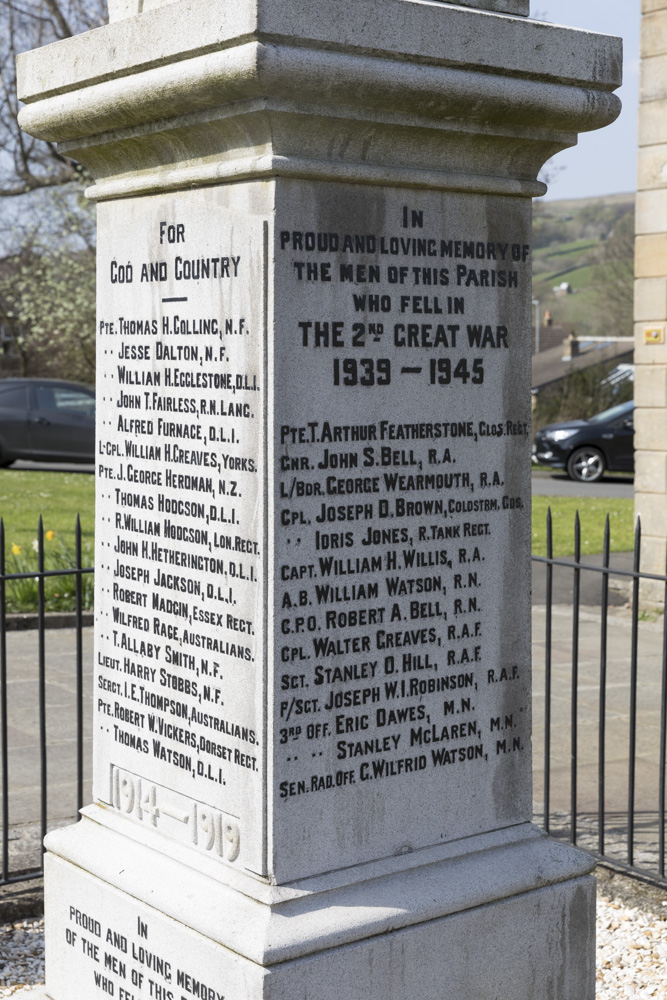 FOR
GOD AND COUNTRY
PTE. THOMAS H. COLLING, N.F.
·· JESSE DALTON, N.F.
·· WILLIAM H. ECCLESTONE, D.L.I.
·· JOHN T. FAIRLESS, R.N. LANC.
·· ALFRED FURNACE, D.L.I.
L-CPL. WILLIAM H. GREAVES, YORKS.
PTE. J. GEORGE HERDMAN, N.Z.
·· THOMAS HODGSON, D.L.I.
·· R. WILLIAM HODGSON, LON. RECT.
·· JOHN H. HETHERINGTON, D.L.I.
·· JOSEPH JACKSON, D.L.I.
·· ROBERT MADGIN, ESSEX RECT.
·· WILFRED RACE, AUSTRALIANS.
·· T. ALLABY SMITH, N.F.
LIEUT. HARRY STOBBS, N.F.
SERGT. I.E. THOMPSON, AUSTRALIANS.
PTE. ROBERT W. VICKERS, DORSET RECT.
·· THOMAS WATSON, D.L.I.
1914 — 1919
IN
PROUD AND LOVING MEMORY
OF THE MEN OF THIS
WHO FELL
IN
PROUD AND LOVING MEMORY OF
THE MEN OF THIS PARISH
WHO FELL IN
THE 2ND GREAT WAR
1939 — 1945
PTE. T. ARTHUR FEATHERSTONE, GLOS. REGT.
GNR. JOHN S. BELL, R.A.
L/BDR. GEORGE WEARMOUTH, R.A.
CPL. JOSEPH D. BROWN, COLDSTRM. GDS.
·· IDRIS JONES, R. TANK REGT.
CAPT. WILLIAM H. WILLIS, R.A.
A.B. WILLIAM WATSON, R.N.
C.P.O. ROBERT A. BELL, R.N.
CPL. WALTER GREAVES, R.A.F.
SGT. STANLEY O. HILL, R.A.F.
F/SGT. JOSEPH W. I. ROBINSON, R.A.F.
3RD OFF. ERIC DAWES, M.N.
·· ·· STANLEY McLAREN, M.N.
SEN. RAD. OFF. G. WILFRID WATSON, M.N.